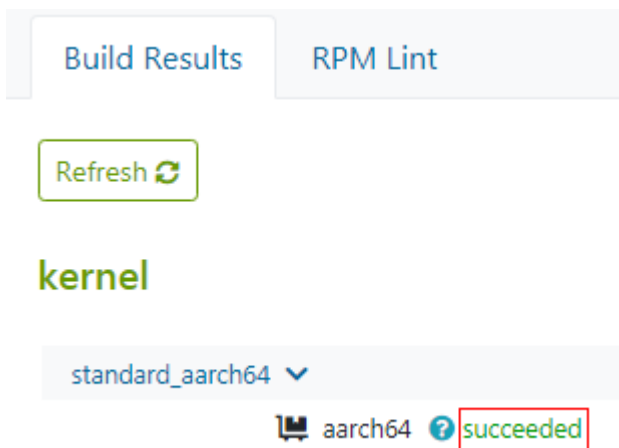 Build Results RPM Lint
Refresh
kernel
standard_aarch64
aarch64 succeeded